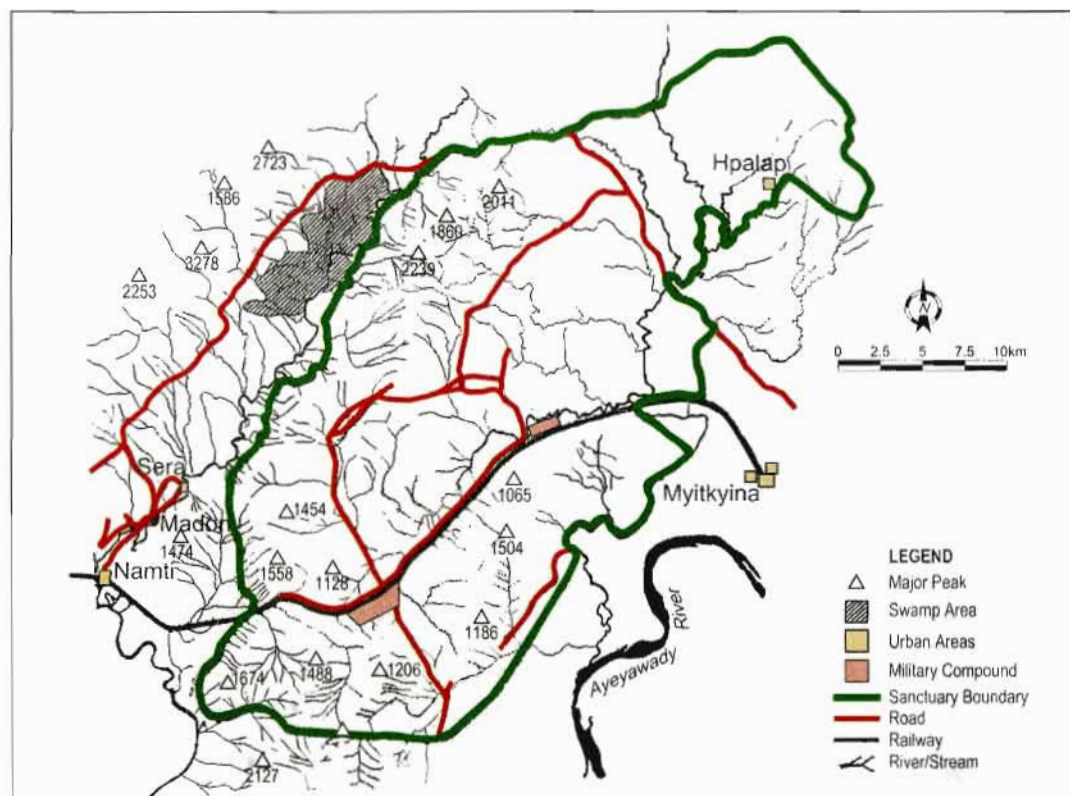 2723
1586
2011
Hpalap
1860
3278
2239
2253
N
0 2.5 5 7.5 10km
Sera
1065
Myitkyina
1454
Madon
1504
1474
LEGEND
1558
Namti
1128
Major Peak
Swamp Area
1186
Urban Areas
Ayeyawady River
Military Compound
1488
1206
1674
Sanctuary Boundary
Road
Railway
2127
River/Stream